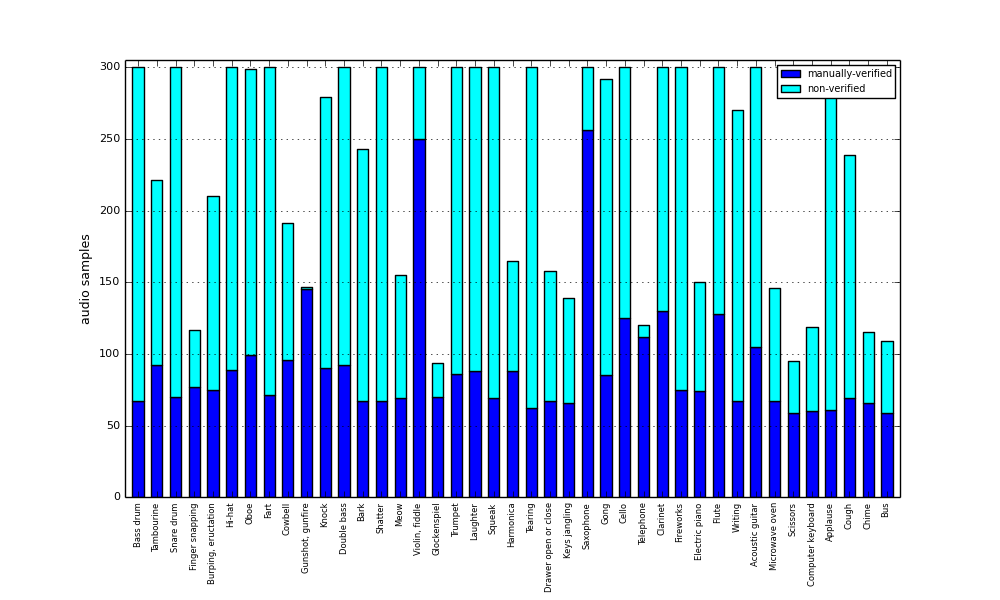 manually-verified
non-verified
audio samples
300
250
200
150
100
50
0
Bass drum
Tambourine
Snare drum
Finger snapping
Burping, eructation
Hi-hat
Oboe
Fart
Cowbell
Gunshot, gunfire
Knock
Double bass
Bark
Shatter
Meow
Violin, fiddle
Glockenspiel
Trumpet
Laughter
Squeak
Harmonica
Tearing
Drawer open or close
Keys jangling
Saxophone
Gong
Cello
Telephone
Clarinet
Fireworks
Electric piano
Flute
Writing
Acoustic guitar
Microwave oven
Scissors
Computer keyboard
Applause
Cough
Chime
Bus